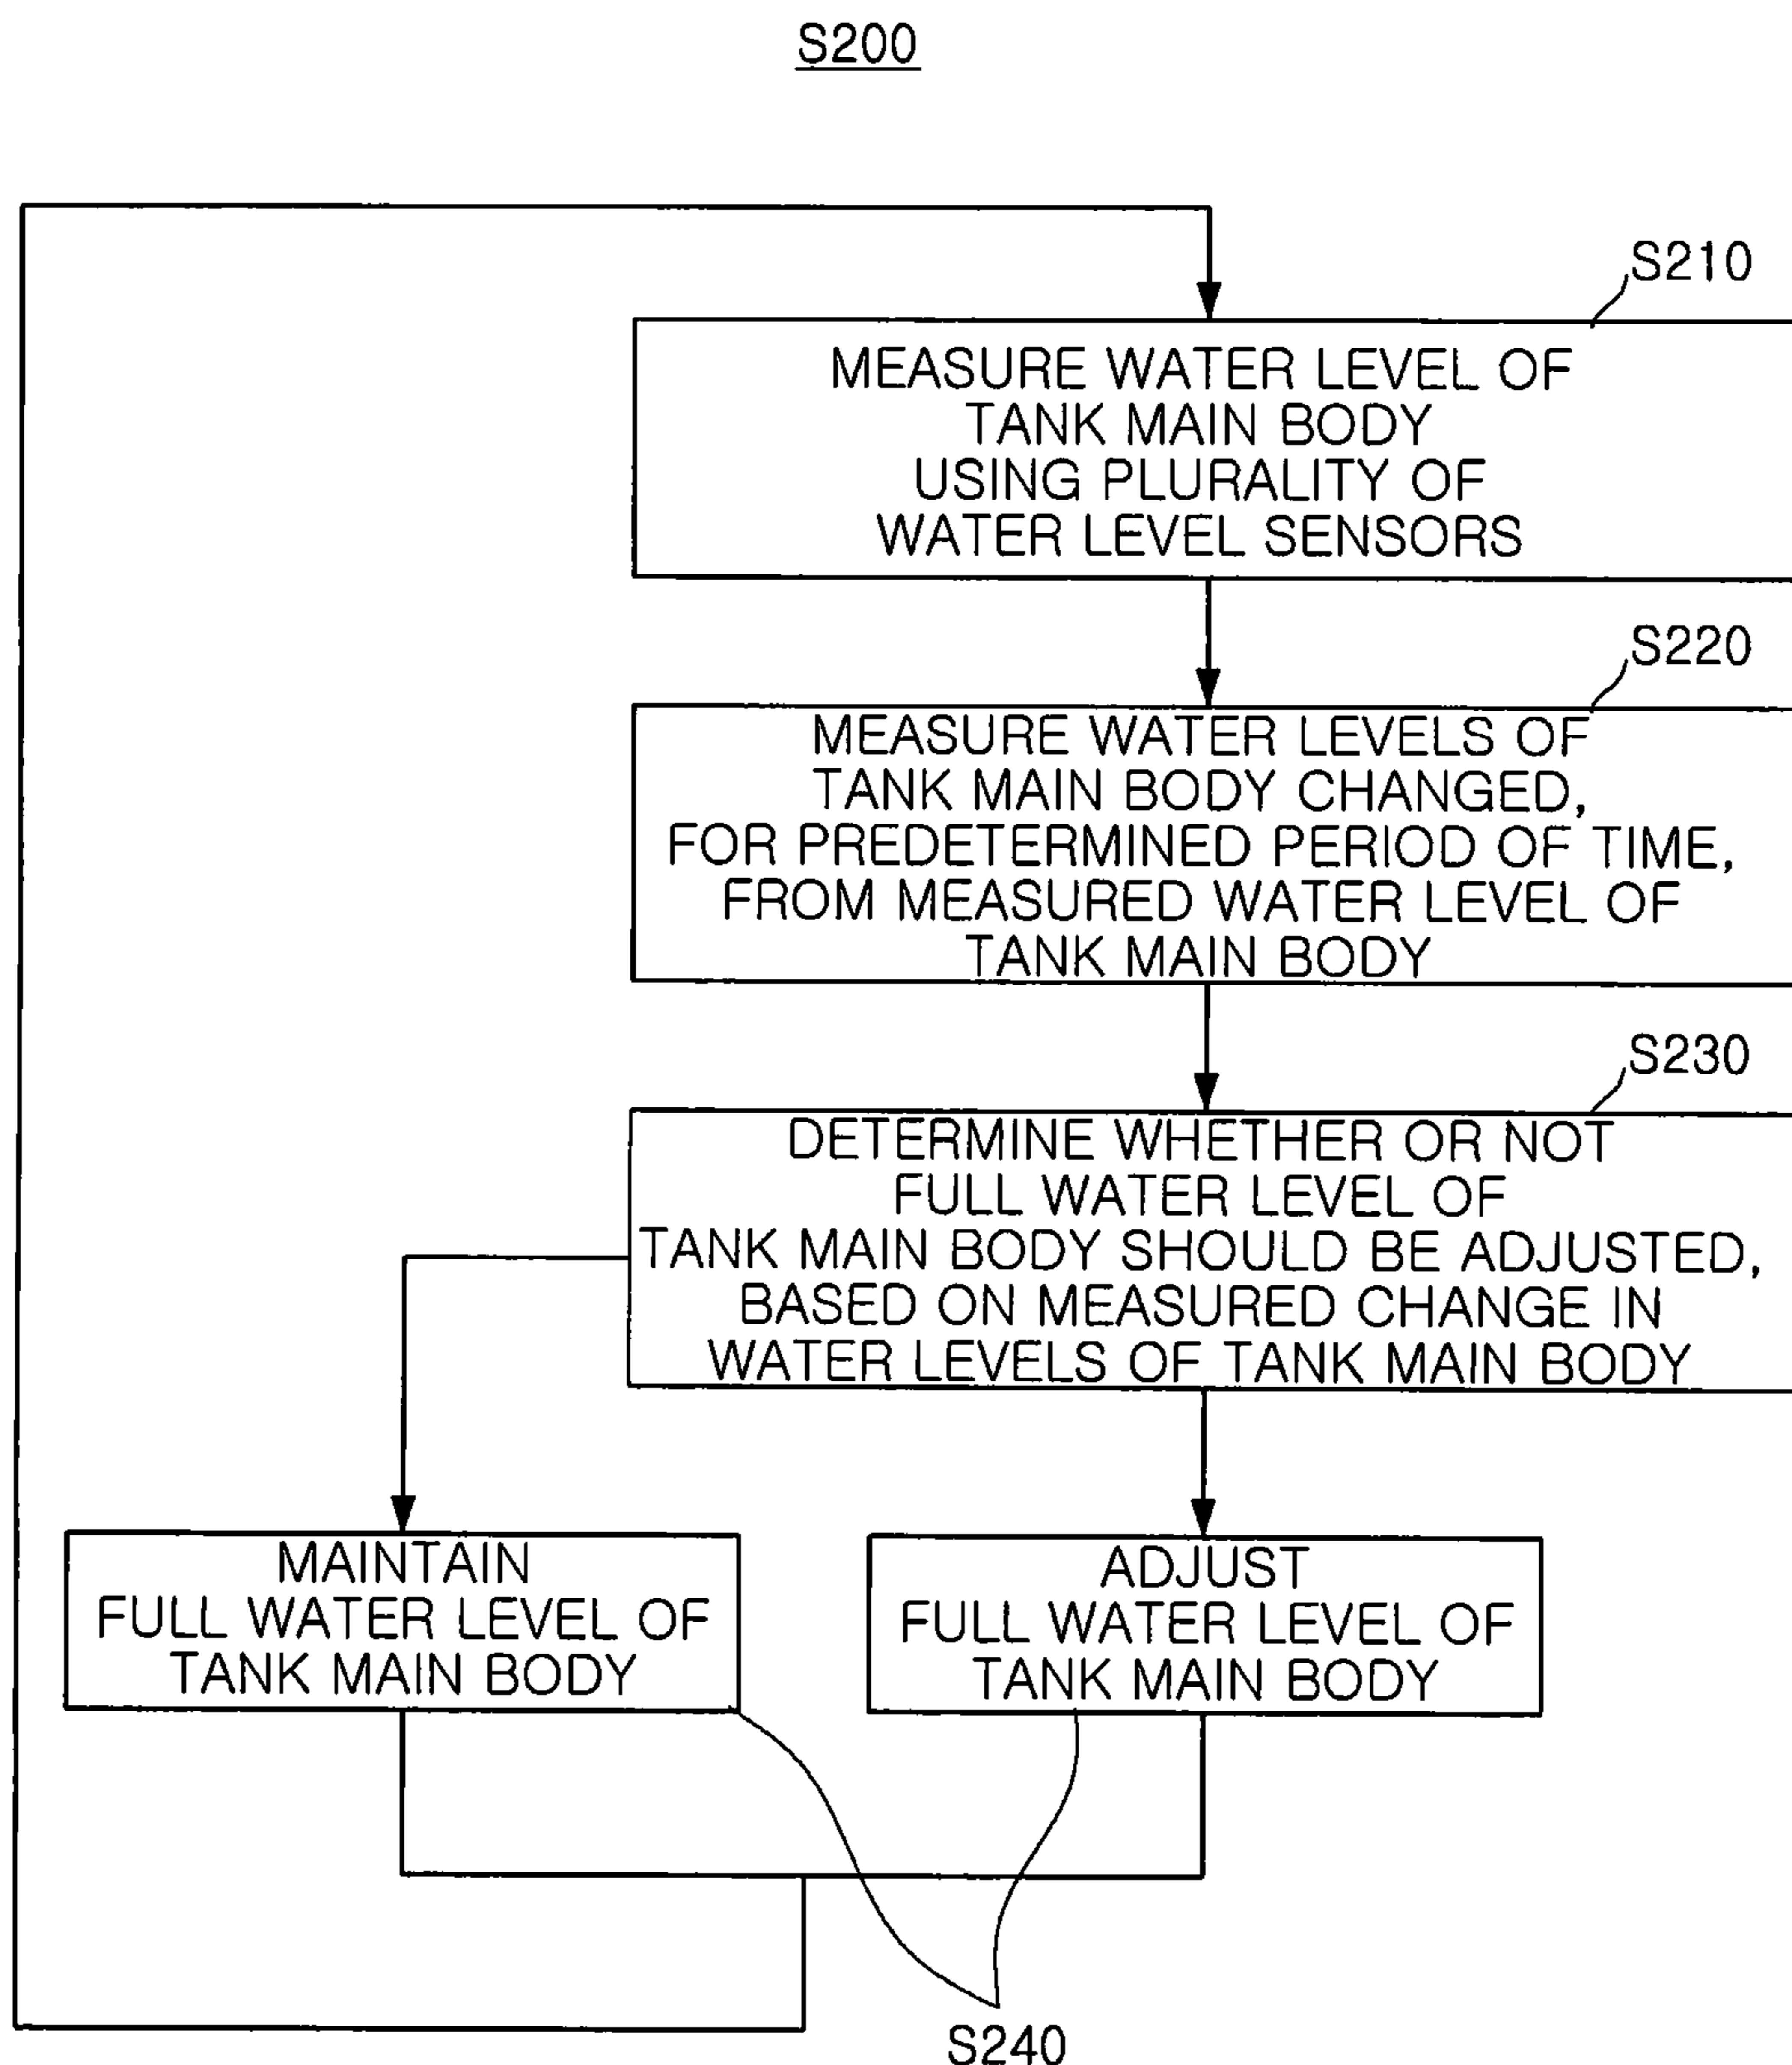 S200
S210
MEASURE WATER LEVEL OF
TANK MAIN BODY
USING PLURALITY OF
WATER LEVEL SENSORS
S220
MEASURE WATER LEVELS OF
TANK MAIN BODY CHANGED,
FOR PREDETERMINED PERIOD OF TIME,
FROM MEASURED WATER LEVEL OF
TANK MAIN BODY
S230
DETERMINE WHETHER OR NOT
FULL WATER LEVEL OF
TANK MAIN BODY SHOULD BE ADJUSTED,
BASED ON MEASURED CHANGE IN
WATER LEVELS OF TANK MAIN BODY
MAINTAIN
FULL WATER LEVEL OF
TANK MAIN BODY
ADJUST
FULL WATER LEVEL OF
TANK MAIN BODY
S240